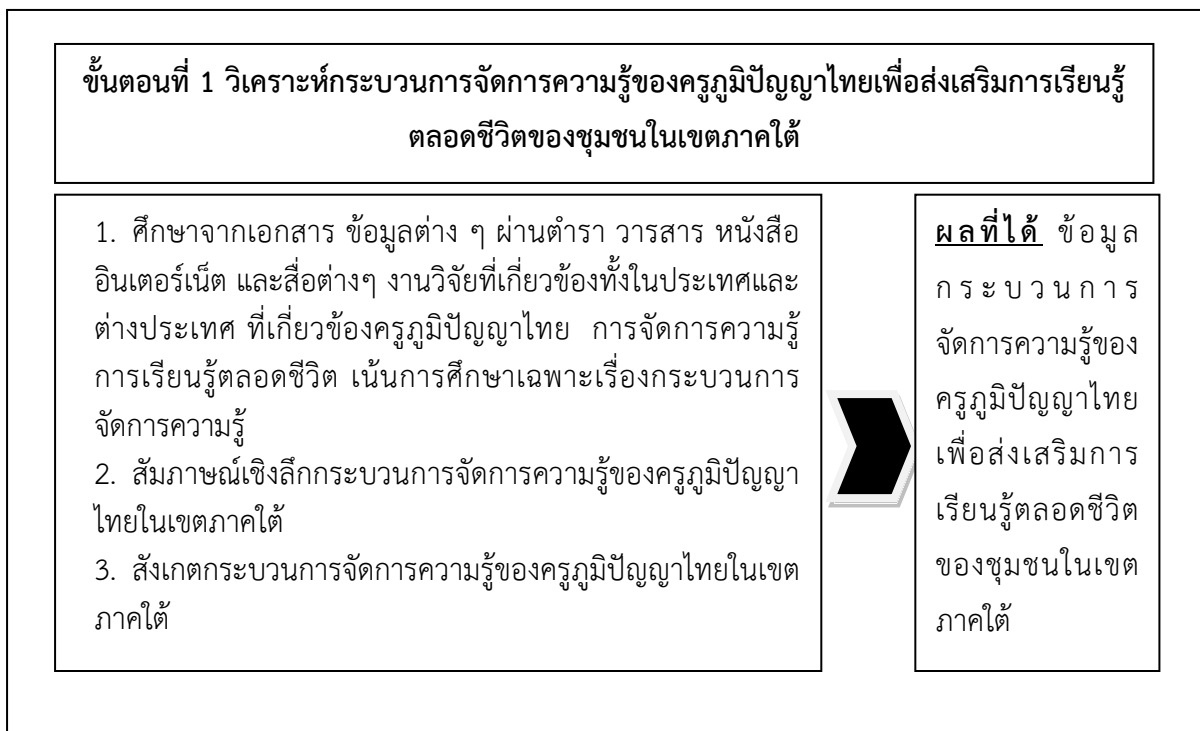 ขั้นตอนที่ 1 วิเคราะห์กระบวนการจัดการความรู้ของครูภูมิปัญญาไทยเพื่อส่งเสริมการเรียนรู้
ตลอดชีวิตของชุมชนในเขตภาคใต้
1. ศึกษาจากเอกสาร ข้อมูลต่าง ๆ ผ่านตำรา วารสาร หนังสือ
อินเตอร์เน็ต และสื่อต่างๆ งานวิจัยที่เกี่ยวข้องทั้งในประเทศและ
ต่างประเทศ ที่เกี่ยวข้องครูภูมิปัญญาไทย การจัดการความรู้
การเรียนรู้ตลอดชีวิต เน้นการศึกษาเฉพาะเรื่องกระบวนการ
จัดการความรู้
2. สัมภาษณ์เชิงลึกกระบวนการจัดการความรู้ของครูภูมิปัญญา
ไทยในเขตภาคใต้
3. สังเกตกระบวนการจัดการความรู้ของครูภูมิปัญญาไทยในเขต
ภาคใต้
ผลที่ได้ ข้อมูล
กระบวนการ
จัดการความรู้ของ
ครูภูมิปัญญาไทย
เพื่อส่งเสริมการ
เรียนรู้ตลอดชีวิต
ของชุมชนในเขต
ภาคใต้